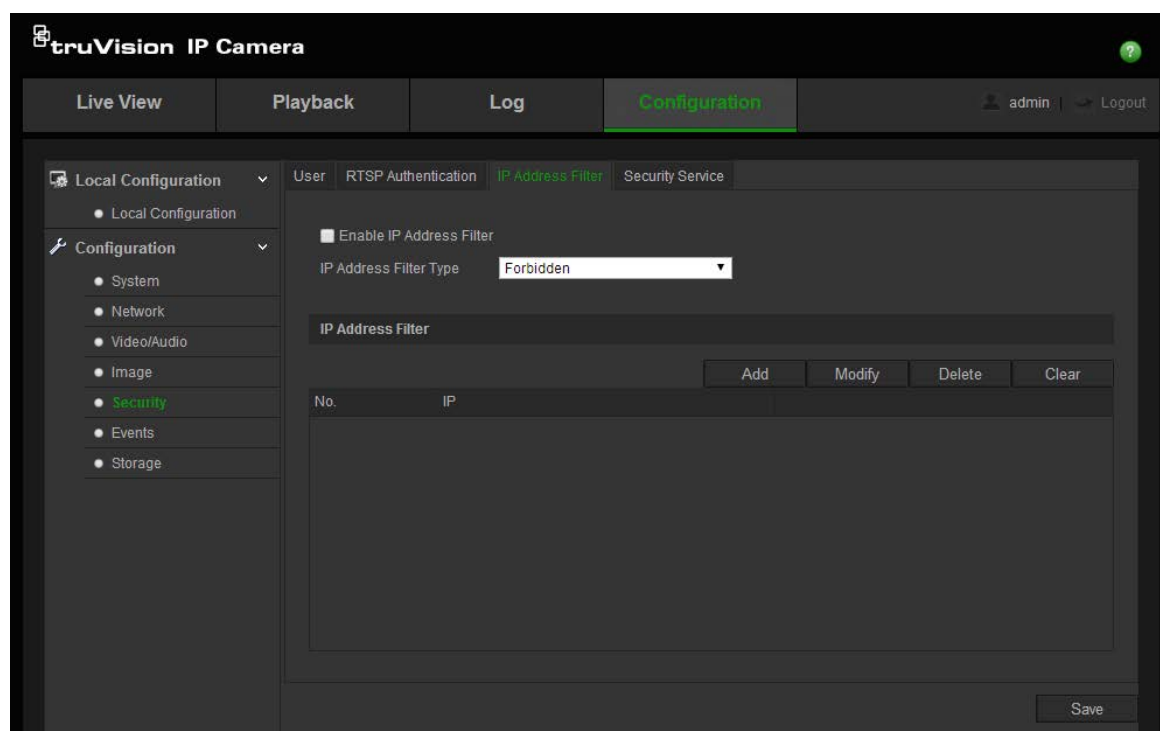 truVision IP Camera
?
Live View Playback Log Configuration admin | Logout
Local Configuration
Local Configuration
Configuration
System
Network
Video/Audio
Image
Security
Events
Storage
User RTSP Authentication IP Address Filter Security Service
Enable IP Address Filter
IP Address Filter Type Forbidden
IP Address Filter
Add Modify Delete Clear
No. IP
Save